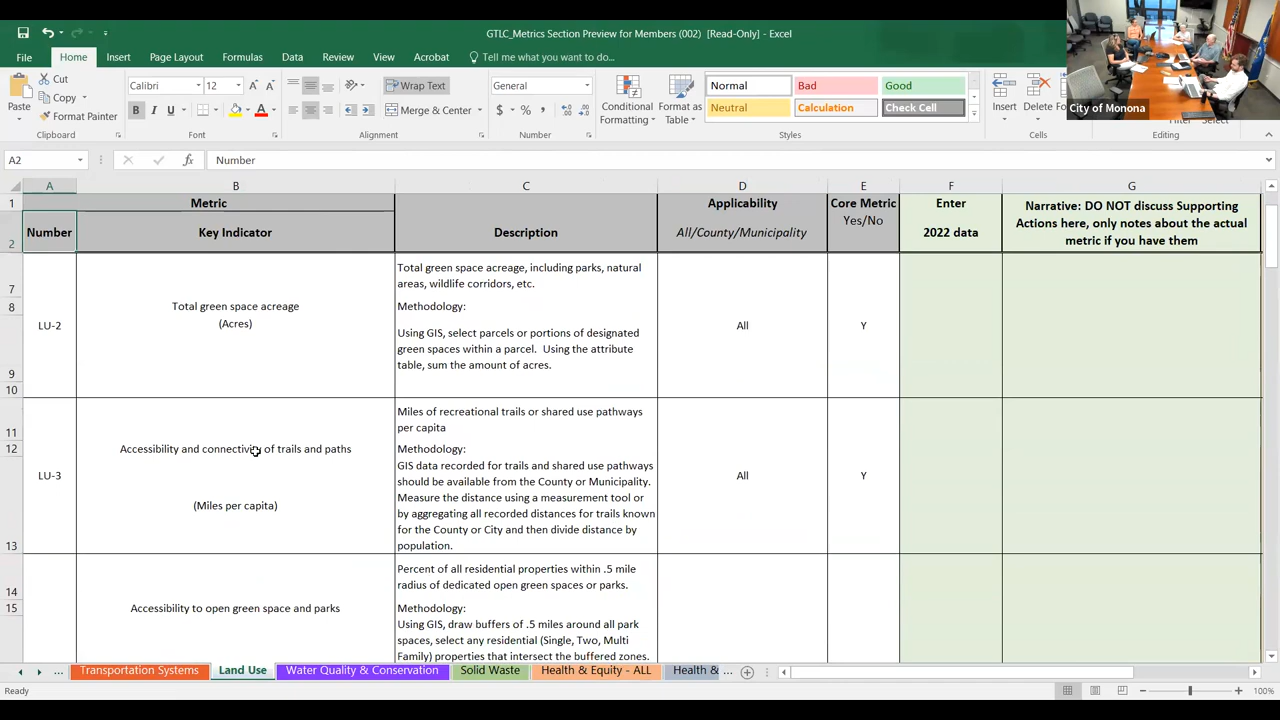 GTLC_Metrics Section Preview for Members (002) [Read-Only] - Excel
File Home Insert Page Layout Formulas Data Review View Acrobat Tell me what you want to do...
Paste
Cut
Copy
Format Painter
Clipboard
Calibri 12
B I U
Font
Wrap Text
Merge & Center
Alignment
General
$ % ,
Number
Conditional Formatting
Format as Table
Normal Bad Good
Neutral Calculation Check Cell
Styles
Insert Delete
Cells
Editing
City of Monona
A2 fx Number
A B C D E F G
1 Metric Applicability Core Metric Enter Narrative: DO NOT discuss Supporting
Yes/No Actions here, only notes about the actual
2 Number Key Indicator Description All/County/Municipality 2022 data metric if you have them
7 Total green space acreage, including parks, natural
areas, wildlife corridors, etc.
8 Total green space acreage Methodology:
(Acres)
LU-2 All Y
9 Using GIS, select parcels or portions of designated
green spaces within a parcel. Using the attribute
table, sum the amount of acres.
10
11 Miles of recreational trails or shared use pathways
per capita
12 Accessibility and connectivity of trails and paths Methodology:
LU-3 All Y
13 (Miles per capita) GIS data recorded for trails and shared use pathways
should be available from the County or Municipality.
Measure the distance using a measurement tool or
by aggregating all recorded distances for trails known
for the County or City and then divide distance by
population.
14 Percent of all residential properties within .5 mile
radius of dedicated open green spaces or parks.
15 Accessibility to open green space and parks Methodology:
Using GIS, draw buffers of .5 miles around all park
spaces, select any residential (Single, Two, Multi
Family) properties that intersect the buffered zones.
... Transportation Systems Land Use Water Quality & Conservation Solid Waste Health & Equity - ALL Health & ...
Ready 100%